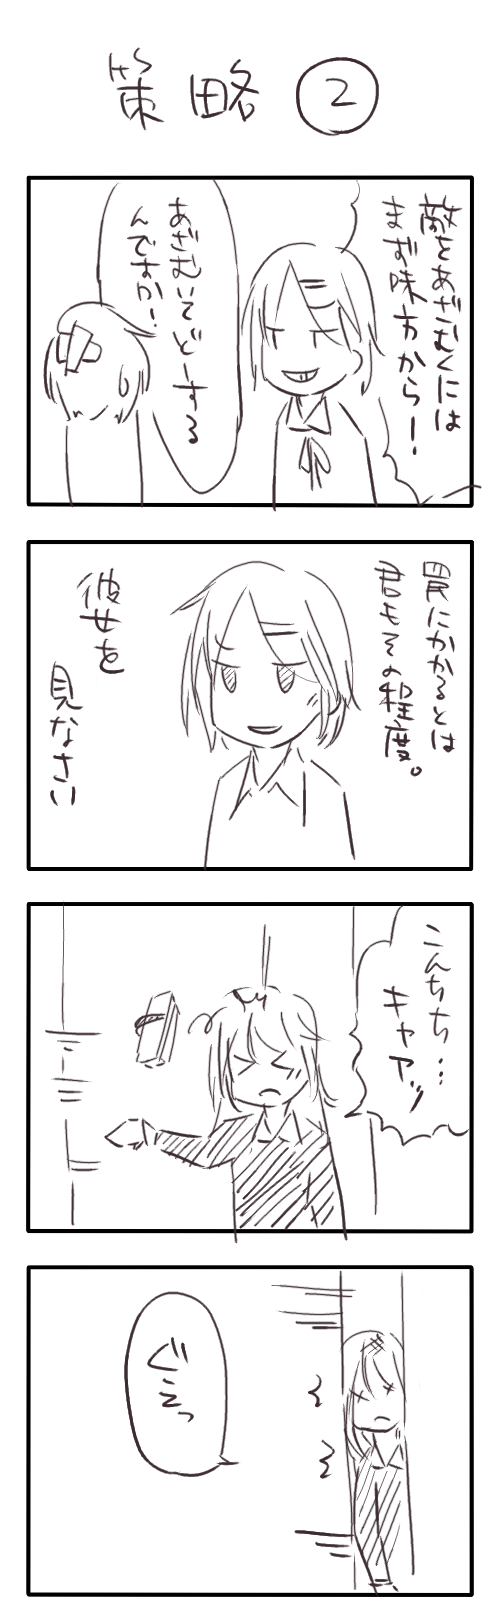 策略②
敵をあざむくには
まず味方から！
あざむいてどーする
んですか！
罠にかかるとは
君もその程度。
彼女を
見なさい
こんちち…
キャアッ
ぐえっ